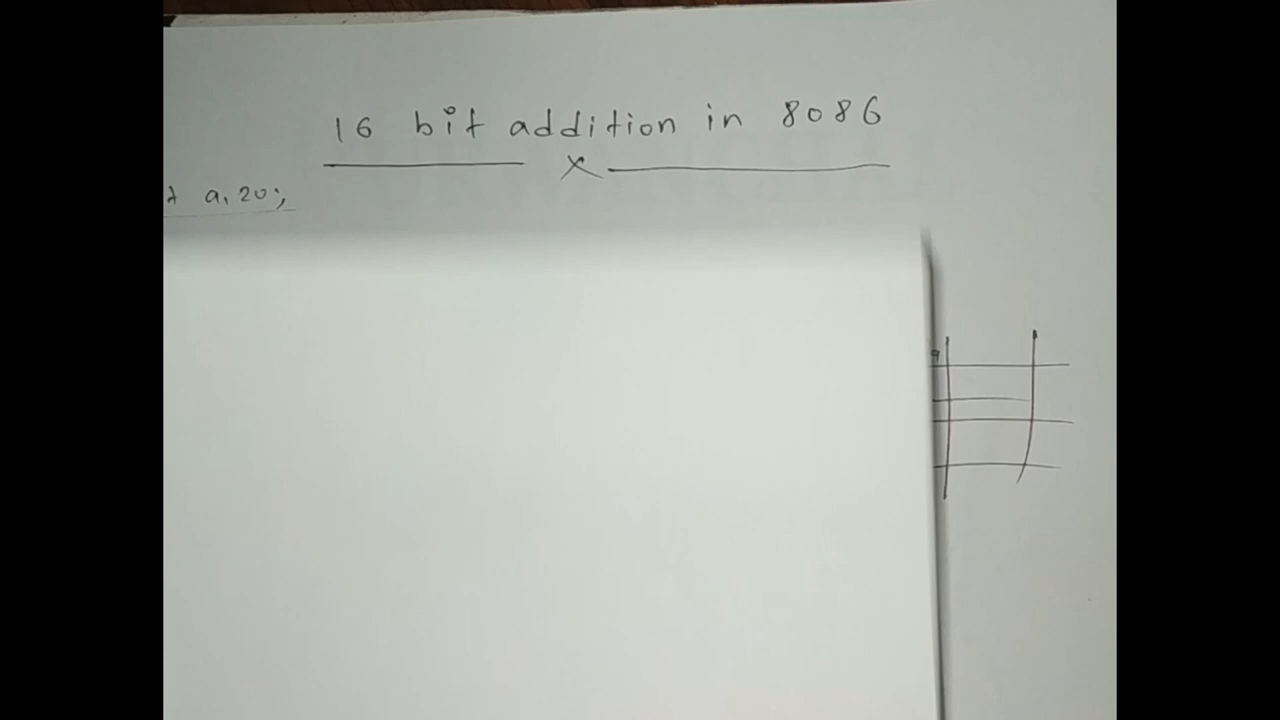 16 bit addition in 8086
x
a, 20;